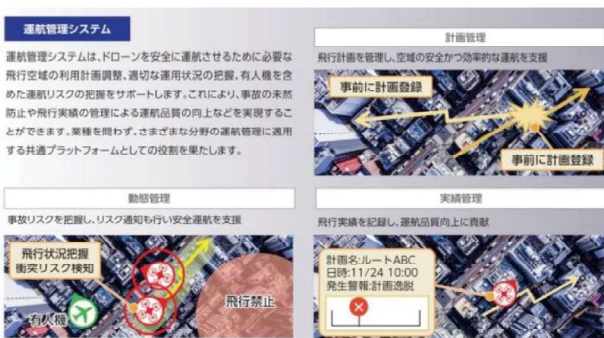 運航管理システム
運航管理システムは、ドローンを安全に運航させるために必要な
飛行空域の利用計画調整、適切な運用状況の把握、有人機を含
めた運航リスクの把握をサポートします。これにより、事故の未然
防止や飛行実績の管理による運航品質の向上などを実現するこ
とができます。業種を問わず、さまざまな分野の運航管理に適用
する共通プラットフォームとしての役割を果たします。
計画管理
飛行計画を管理し、空域の安全かつ効率的な運航を支援
事前に計画登録
事前に計画登録
動態管理
事故リスクを把握し、リスク通知も行い安全運航を支援
飛行状況把握
衝突リスク検知
有人機
飛行禁止
実績管理
飛行実績を記録し、運航品質向上に貢献
計画名:ルートABC
日時:11/24 10:00
発生警報:計画逸脱